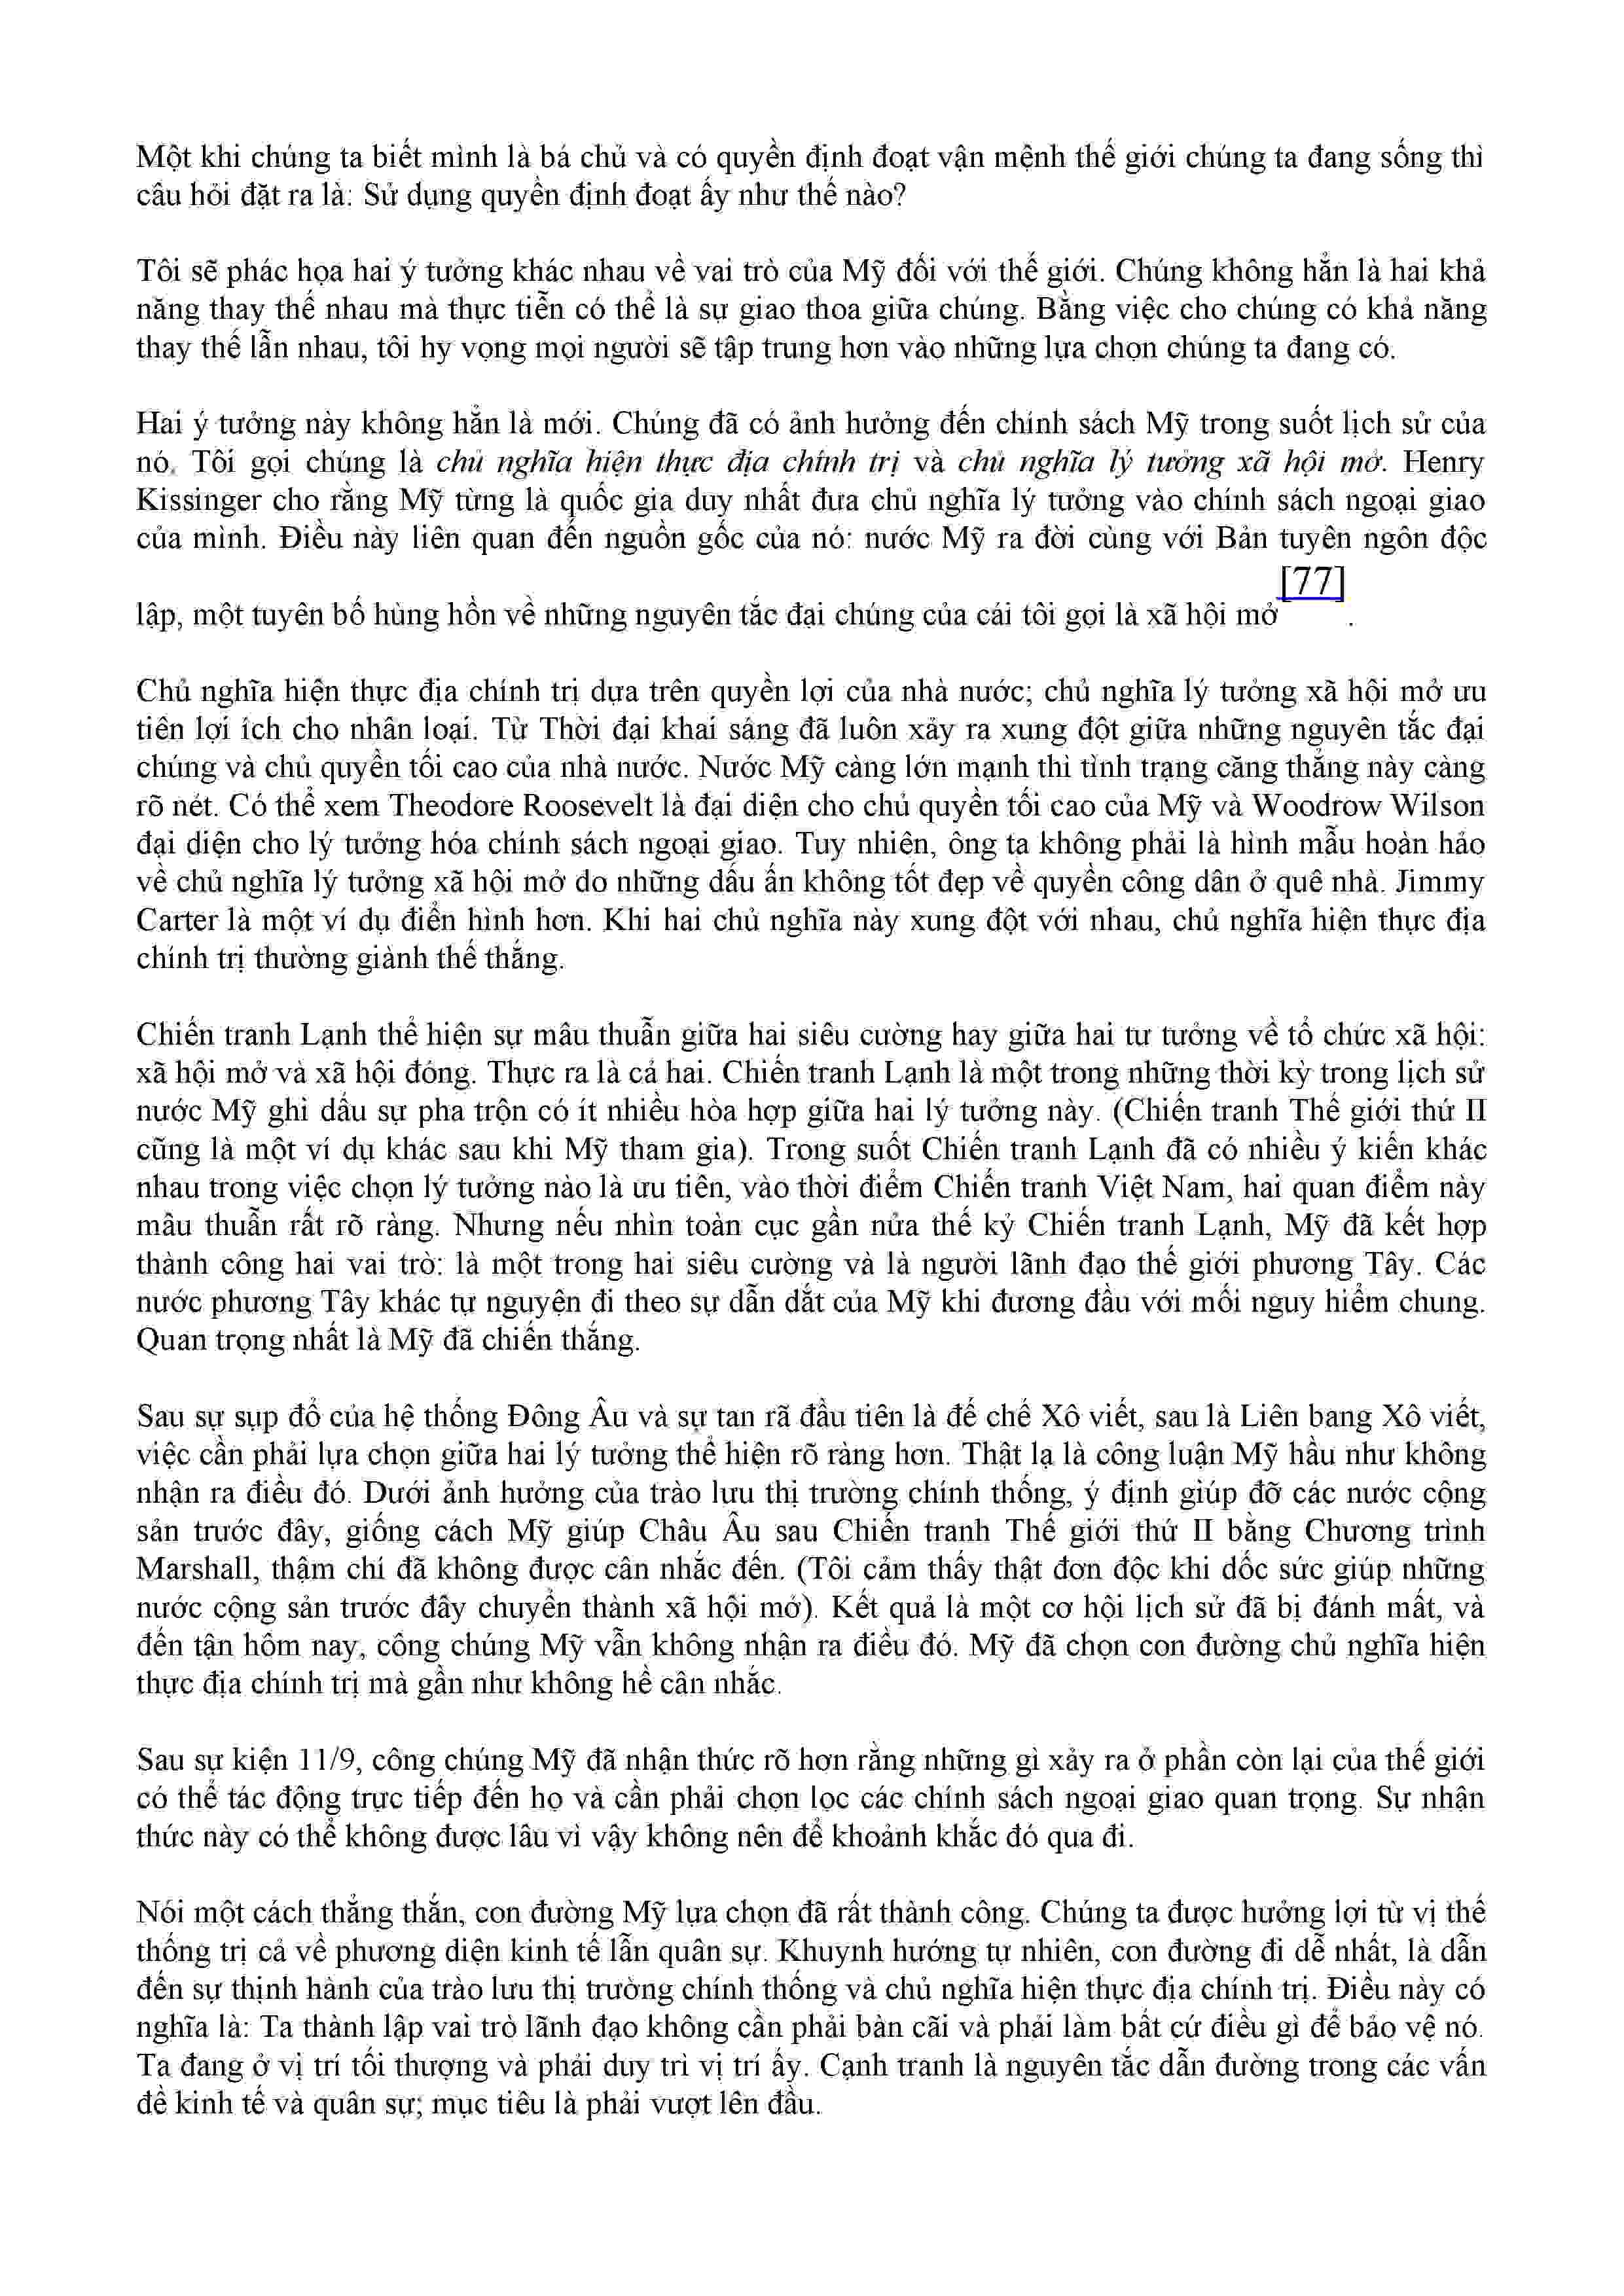 Một khi chúng ta biết mình là bá chủ và có quyền định đoạt vận mệnh thế giới chúng ta đang sống thì
câu hỏi đặt ra là: Sử dụng quyền định đoạt ấy như thế nào?
Tôi sẽ phác họa hai ý tưởng khác nhau về vai trò của Mỹ đối với thế giới. Chúng không hẳn là hai khả
năng thay thế nhau mà thực tiễn có thể là sự giao thoa giữa chúng. Bằng việc cho chúng có khả năng
thay thế lẫn nhau, tôi hy vọng mọi người sẽ tập trung hơn vào những lựa chọn chúng ta đang có.
Hai ý tưởng này không hẳn là mới. Chúng đã có ảnh hưởng đến chính sách Mỹ trong suốt lịch sử của
nó. Tôi gọi chúng là chủ nghĩa hiện thực địa chính trị và chủ nghĩa lý tưởng xã hội mở. Henry
Kissinger cho rằng Mỹ từng là quốc gia duy nhất đưa chủ nghĩa lý tưởng vào chính sách ngoại giao
của mình. Điều này liên quan đến nguồn gốc của nó: nước Mỹ ra đời cùng với Bản tuyên ngôn độc
lập, một tuyên bố hùng hồn về những nguyên tắc đại chúng của cái tôi gọi là xã hội mở[77].
Chủ nghĩa hiện thực địa chính trị dựa trên quyền lợi của nhà nước; chủ nghĩa lý tưởng xã hội mở ưu
tiên lợi ích cho nhân loại. Từ Thời đại khai sáng đã luôn xảy ra xung đột giữa những nguyên tắc đại
chúng và chủ quyền tối cao của nhà nước. Nước Mỹ càng lớn mạnh thì tình trạng căng thẳng này càng
rõ nét. Có thể xem Theodore Roosevelt là đại diện cho chủ quyền tối cao của Mỹ và Woodrow Wilson
đại diện cho lý tưởng hóa chính sách ngoại giao. Tuy nhiên, ông ta không phải là hình mẫu hoàn hảo
về chủ nghĩa lý tưởng xã hội mở do những dấu ấn không tốt đẹp về quyền công dân ở quê nhà. Jimmy
Carter là một ví dụ điển hình hơn. Khi hai chủ nghĩa này xung đột với nhau, chủ nghĩa hiện thực địa
chính trị thường giành thế thắng.
Chiến tranh Lạnh thể hiện sự mâu thuẫn giữa hai siêu cường hay giữa hai tư tưởng về tổ chức xã hội:
xã hội mở và xã hội đóng. Thực ra là cả hai. Chiến tranh Lạnh là một trong những thời kỳ trong lịch sử
nước Mỹ ghi dấu sự pha trộn có ít nhiều hòa hợp giữa hai lý tưởng này. (Chiến tranh Thế giới thứ II
cũng là một ví dụ khác sau khi Mỹ tham gia). Trong suốt Chiến tranh Lạnh đã có nhiều ý kiến khác
nhau trong việc chọn lý tưởng nào là ưu tiên, vào thời điểm Chiến tranh Việt Nam, hai quan điểm này
mâu thuẫn rất rõ ràng. Nhưng nếu nhìn toàn cục gần nửa thế kỷ Chiến tranh Lạnh, Mỹ đã kết hợp
thành công hai vai trò: là một trong hai siêu cường và là người lãnh đạo thế giới phương Tây. Các
nước phương Tây khác tự nguyện đi theo sự dẫn dắt của Mỹ khi đương đầu với mối nguy hiểm chung.
Quan trọng nhất là Mỹ đã chiến thắng.
Sau sự sụp đổ của hệ thống Đông Âu và sự tan rã đầu tiên là đế chế Xô viết, sau là Liên bang Xô viết,
việc cần phải lựa chọn giữa hai lý tưởng thể hiện rõ ràng hơn. Thật lạ là công luận Mỹ hầu như không
nhận ra điều đó. Dưới ảnh hưởng của trào lưu thị trường chính thống, ý định giúp đỡ các nước cộng
sản trước đây, giống cách Mỹ giúp Châu Âu sau Chiến tranh Thế giới thứ II bằng Chương trình
Marshall, thậm chí đã không được cân nhắc đến. (Tôi cảm thấy thật đơn độc khi dốc sức giúp những
nước cộng sản trước đây chuyển thành xã hội mở). Kết quả là một cơ hội lịch sử đã bị đánh mất, và
đến tận hôm nay, công chúng Mỹ vẫn không nhận ra điều đó. Mỹ đã chọn con đường chủ nghĩa hiện
thực địa chính trị mà gần như không hề cân nhắc.
Sau sự kiện 11/9, công chúng Mỹ đã nhận thức rõ hơn rằng những gì xảy ra ở phần còn lại của thế giới
có thể tác động trực tiếp đến họ và cần phải chọn lọc các chính sách ngoại giao quan trọng. Sự nhận
thức này có thể không được lâu vì vậy không nên để khoảnh khắc đó qua đi.
Nói một cách thẳng thắn, con đường Mỹ lựa chọn đã rất thành công. Chúng ta được hưởng lợi từ vị thế
thống trị cả về phương diện kinh tế lẫn quân sự. Khuynh hướng tự nhiên, con đường đi dễ nhất, là dẫn
đến sự thịnh hành của trào lưu thị trường chính thống và chủ nghĩa hiện thực địa chính trị. Điều này có
nghĩa là: Ta thành lập vai trò lãnh đạo không cần phải bàn cãi và phải làm bất cứ điều gì để bảo vệ nó.
Ta đang ở vị trí tối thượng và phải duy trì vị trí ấy. Cạnh tranh là nguyên tắc dẫn đường trong các vấn
đề kinh tế và quân sự; mục tiêu là phải vượt lên đầu.